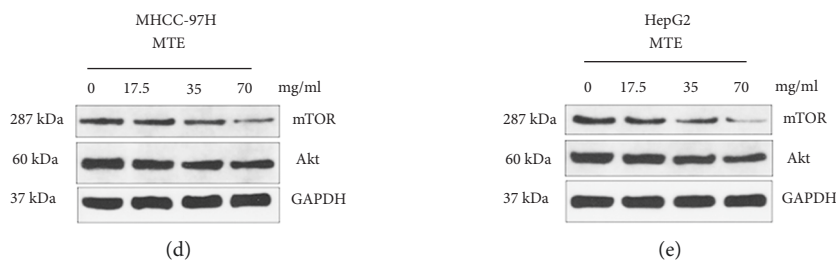 MHCC-97H
MTE
0 17.5 35 70 mg/ml
287 kDa mTOR
60 kDa Akt
37 kDa GAPDH
(d)
HepG2
MTE
0 17.5 35 70 mg/ml
287 kDa mTOR
60 kDa Akt
37 kDa GAPDH
(e)